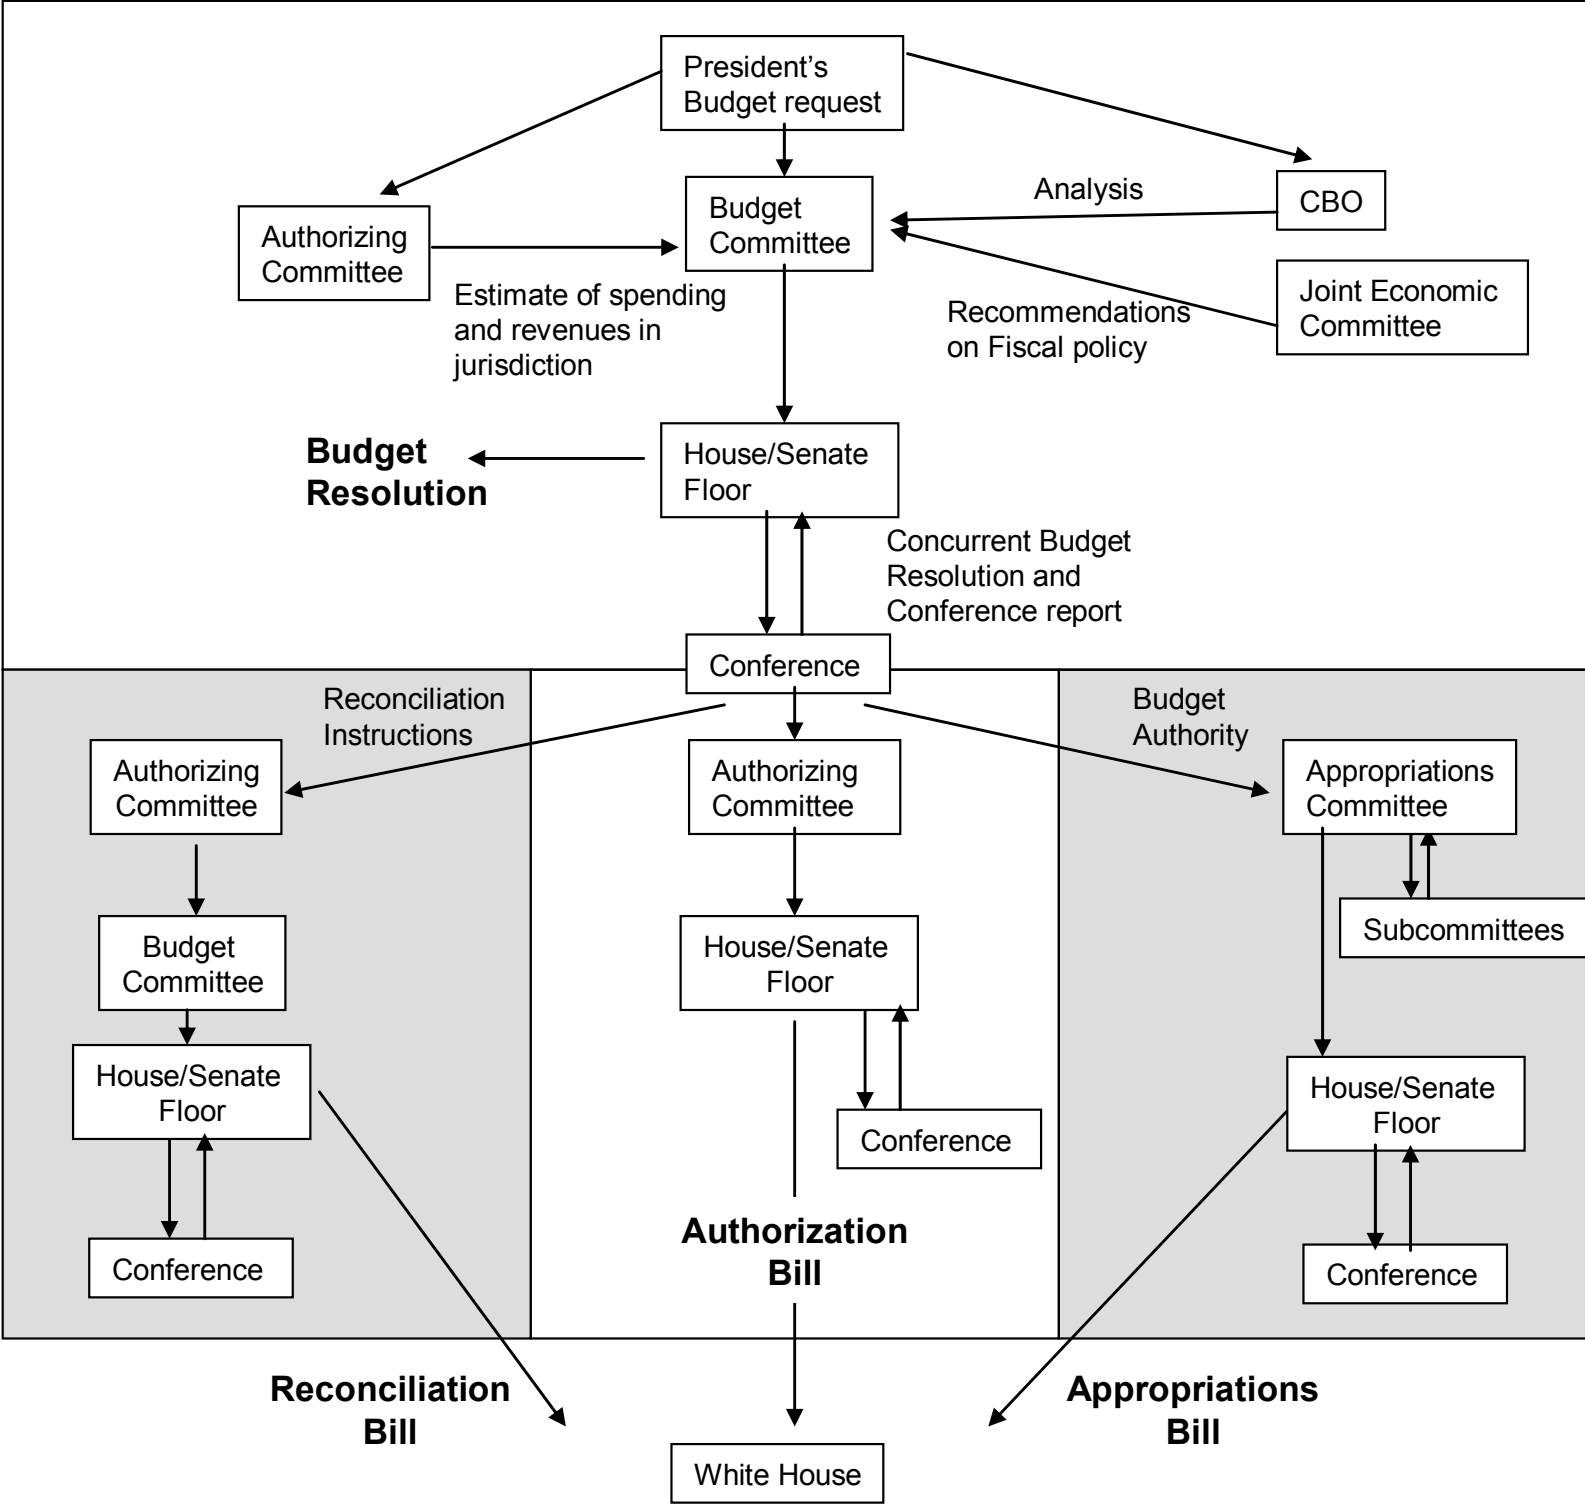 President’s
Budget request
Analysis
CBO
Budget
Committee
Authorizing
Committee
Joint Economic
Committee
Estimate of spending
and revenues in
jurisdiction
Recommendations
on Fiscal policy
Budget
Resolution
House/Senate
Floor
Concurrent Budget
Resolution and
Conference report
Conference
Reconciliation
Instructions
Authorizing
Committee
Budget
Committee
House/Senate
Floor
Conference
Authorizing
Committee
House/Senate
Floor
Conference
Authorization
Bill
Budget
Authority
Appropriations
Committee
Subcommittees
House/Senate
Floor
Conference
Reconciliation
Bill
Appropriations
Bill
White House